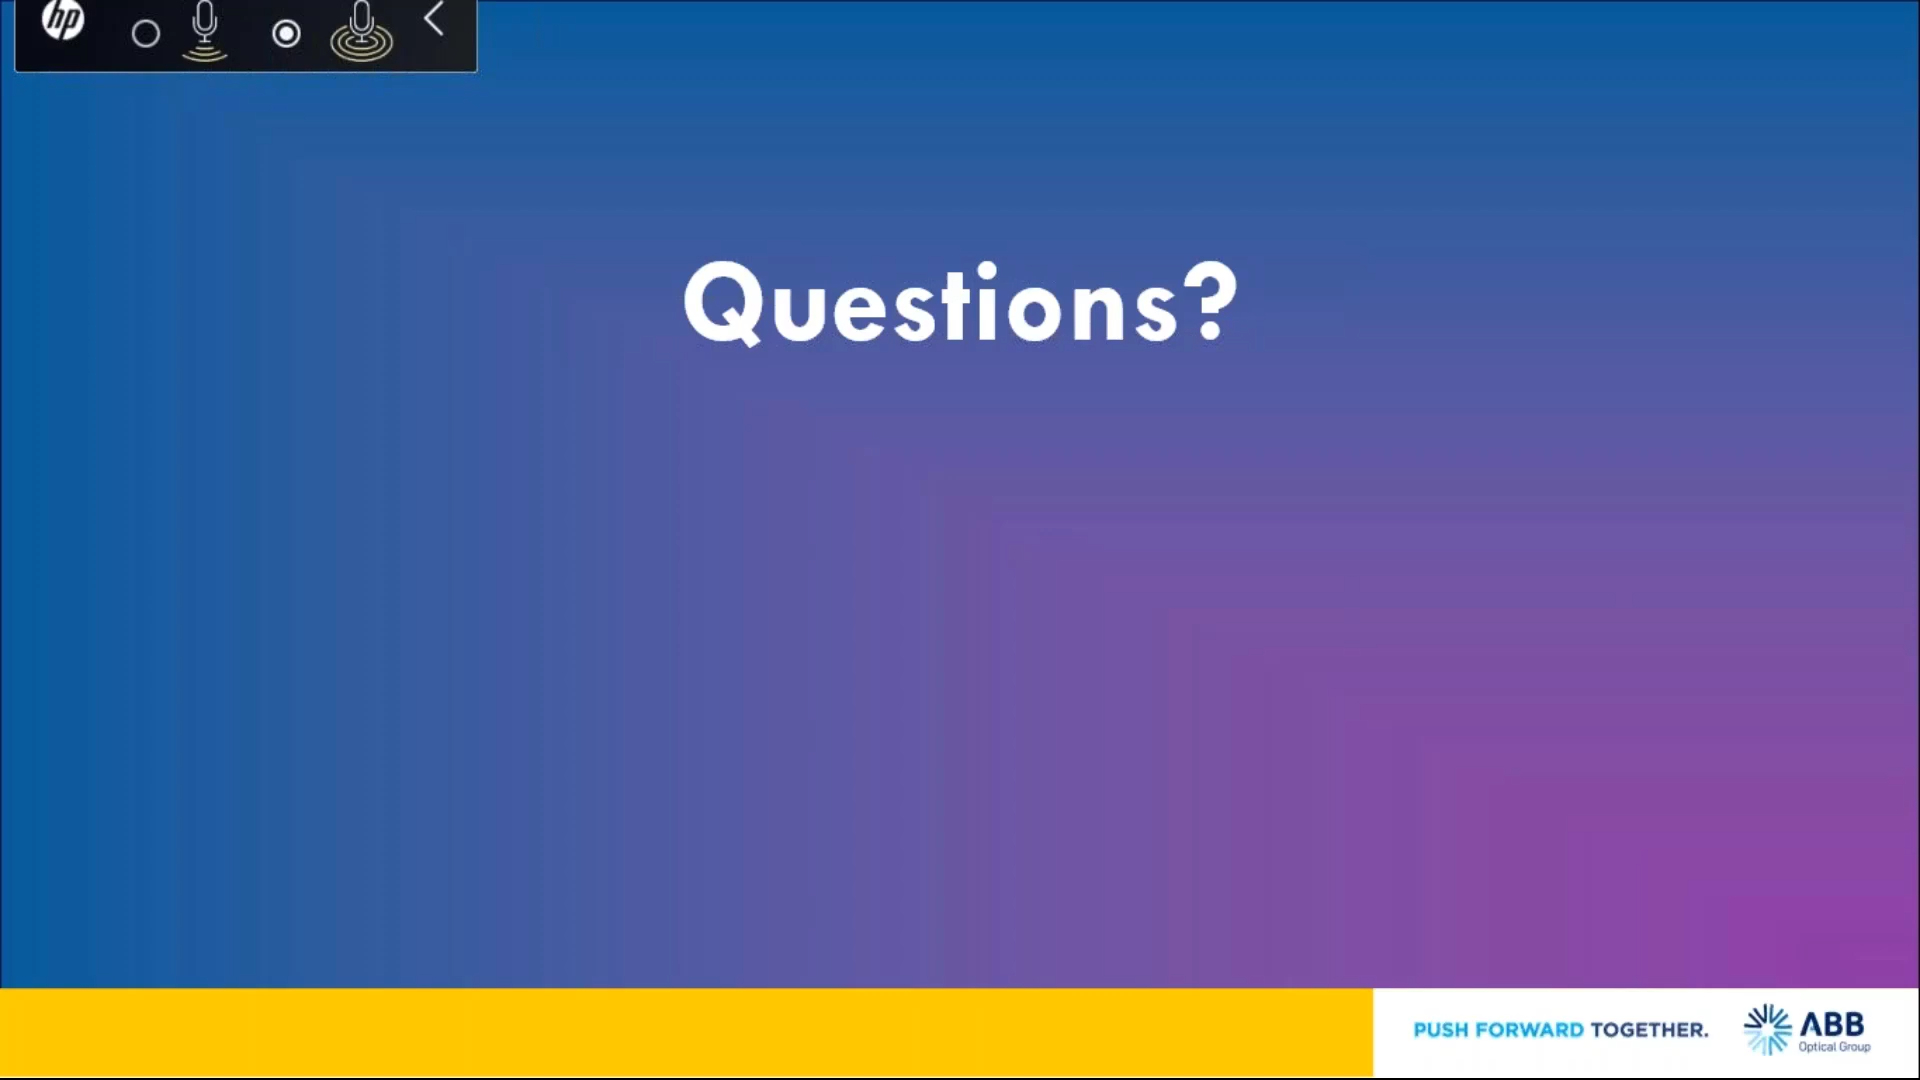 hp
Questions?
PUSH FORWARD TOGETHER.
ABB
Optical Group